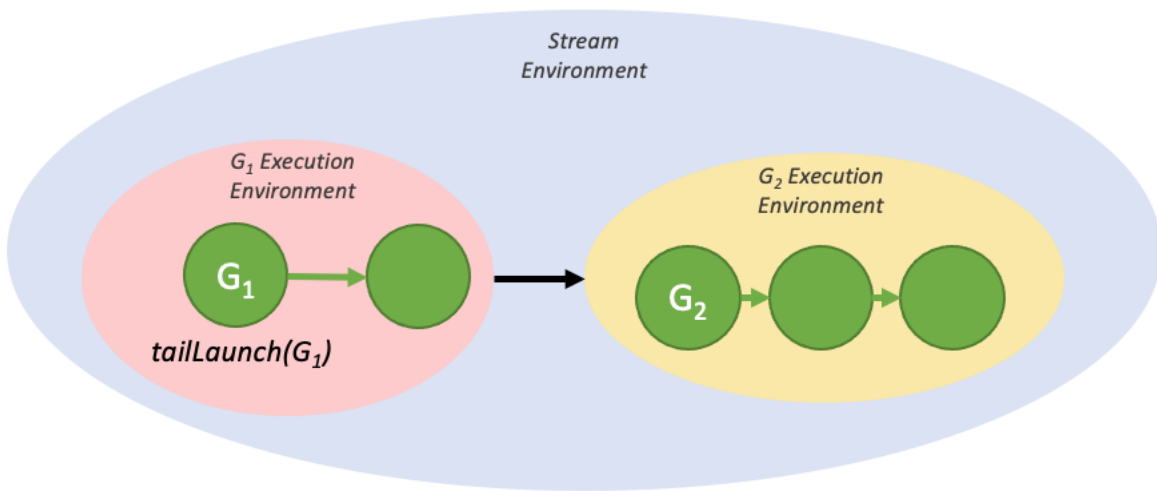 Stream
Environment
G₁ Execution
Environment
G₂ Execution
Environment
G₁
G₂
tailLaunch(G₁)